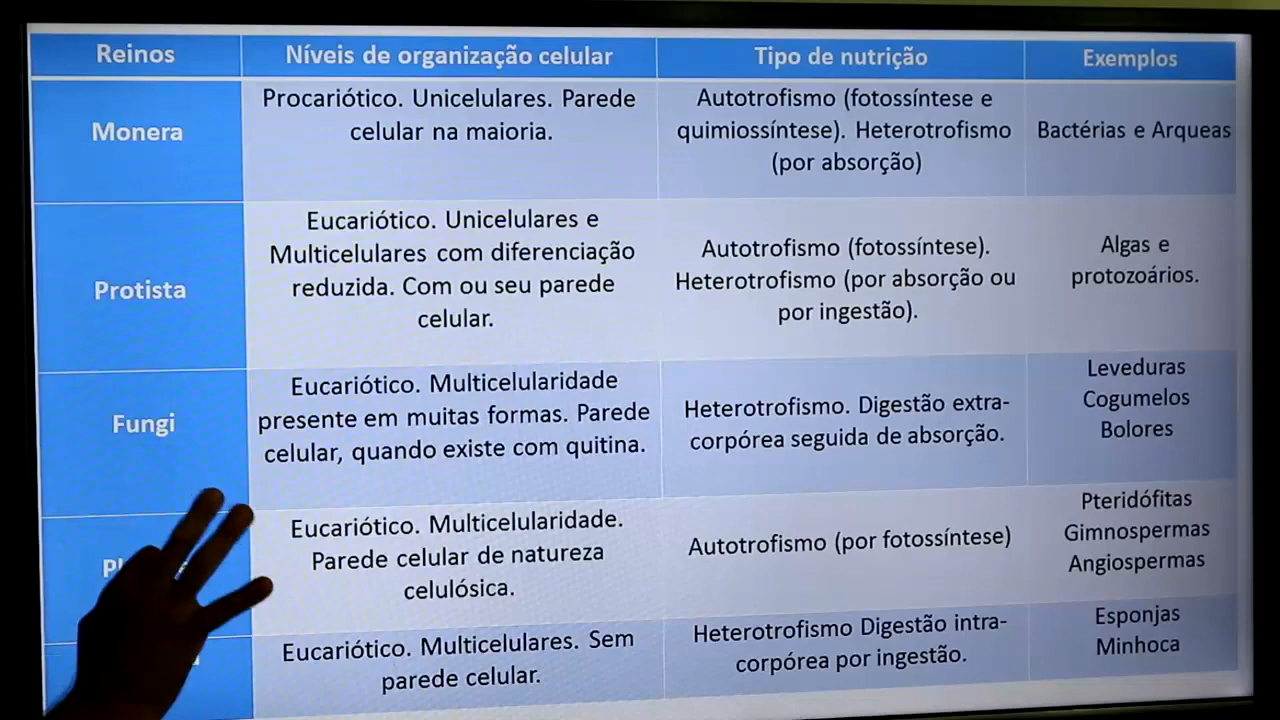 Reinos
Níveis de organização celular
Tipo de nutrição
Exemplos
Monera
Procariótico. Unicelulares. Parede
celular na maioria.
Autotrofismo (fotossíntese e
quimiossíntese). Heterotrofismo
(por absorção)
Bactérias e Arqueas
Protista
Eucariótico. Unicelulares e
Multicelulares com diferenciação
reduzida. Com ou seu parede
celular.
Autotrofismo (fotossíntese).
Heterotrofismo (por absorção ou
por ingestão).
Algas e
protozoários.
Fungi
Eucariótico. Multicelularidade
presente em muitas formas. Parede
celular, quando existe com quitina.
Heterotrofismo. Digestão extra-
corpórea seguida de absorção.
Leveduras
Cogumelos
Bolores
Eucariótico. Multicelularidade.
Parede celular de natureza
celulósica.
Autotrofismo (por fotossíntese)
Pteridófitas
Gimnospermas
Angiospermas
Eucariótico. Multicelulares. Sem
parede celular.
Heterotrofismo Digestão intra-
corpórea por ingestão.
Esponjas
Minhoca